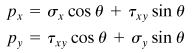 p_x = σ_x cos θ + τ_xy sin θ
p_y = τ_xy cos θ + σ_y sin θ